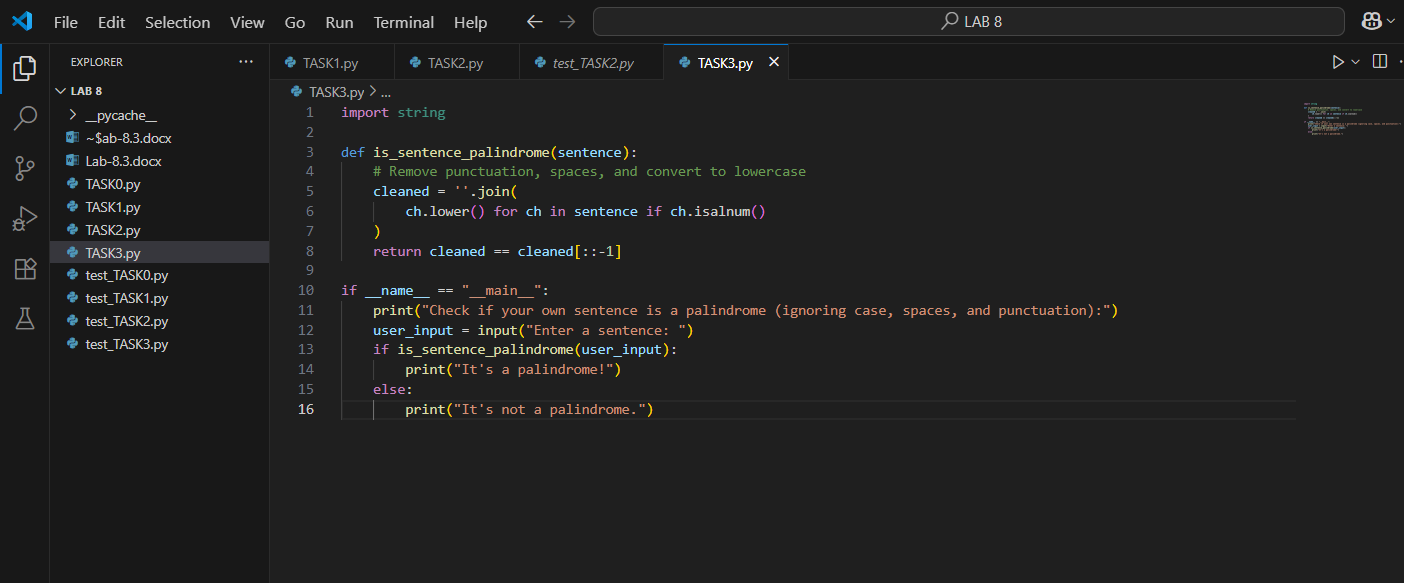 File Edit Selection View Go Run Terminal Help LAB 8
EXPLORER ...
TASK1.py TASK2.py test_TASK2.py TASK3.py
LAB 8
__pycache__
~$ab-8.3.docx
Lab-8.3.docx
TASK0.py
TASK1.py
TASK2.py
TASK3.py
test_TASK0.py
test_TASK1.py
test_TASK2.py
test_TASK3.py
TASK3.py > ...
1 import string
2
3 def is_sentence_palindrome(sentence):
4     # Remove punctuation, spaces, and convert to lowercase
5     cleaned = ''.join(
6         ch.lower() for ch in sentence if ch.isalnum()
7     )
8     return cleaned == cleaned[::-1]
9
10 if __name__ == "__main__":
11     print("Check if your own sentence is a palindrome (ignoring case, spaces, and punctuation):")
12     user_input = input("Enter a sentence: ")
13     if is_sentence_palindrome(user_input):
14         print("It's a palindrome!")
15     else:
16         print("It's not a palindrome.")